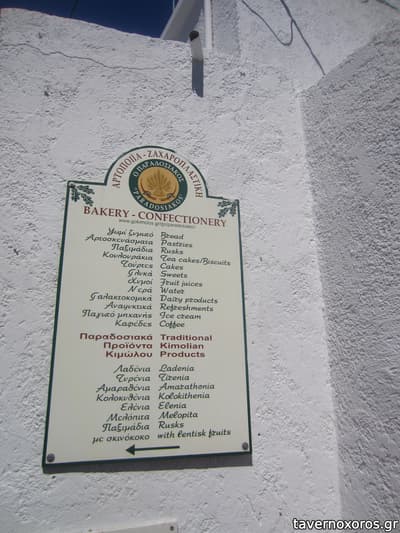 ΑΡΤΟΠΟΙΙΑ - ΖΑΧΑΡΟΠΛΑΣΤΙΚΗ
Ο ΠΑΡΑΔΟΣΙΑΚΟΣ
PARADOSIAKOS
BAKERY - CONFECTIONERY
Ψωμί ζυμωτό Bread
Αρτοσκευάσματα Pastries
Παξιμάδια Rusks
Κουλουράκια Tea cakes/Biscuits
Τούρτες Cakes
Γλυκά Sweets
Χυμοί Fruit juices
Νερά Water
Γαλακτοκομικά Dairy products
Αναψυκτικά Refreshments
Παγωτό μηχανής Ice cream
Καφέδες Coffee
Παραδοσιακά Traditional
Προϊόντα Kimolian
Κιμώλου Products
Λαδένια Ladenia
Τυρένια Tirenia
Αμαραθένια Amarathenia
Κολοκυθένια Kolokithenia
Ελένια Elenia
Μελόπιτα Melopita
Παξιμάδια Rusks
με σκινόκοκο with lentisk fruits
tavernoxoros.gr